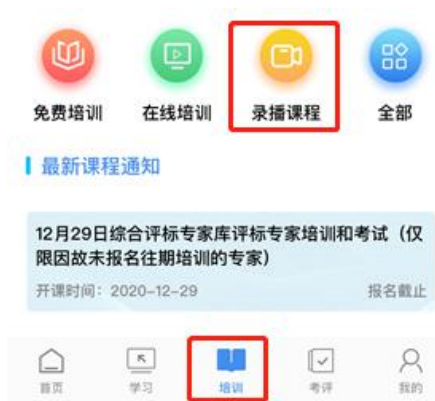 免费培训 在线培训 录播课程 全部
最新课程通知
12月29日综合评标专家库评标专家培训和考试（仅
限因故未报名往期培训的专家）
开课时间：2020-12-29 报名截止
首页 学习 培训 考评 我的